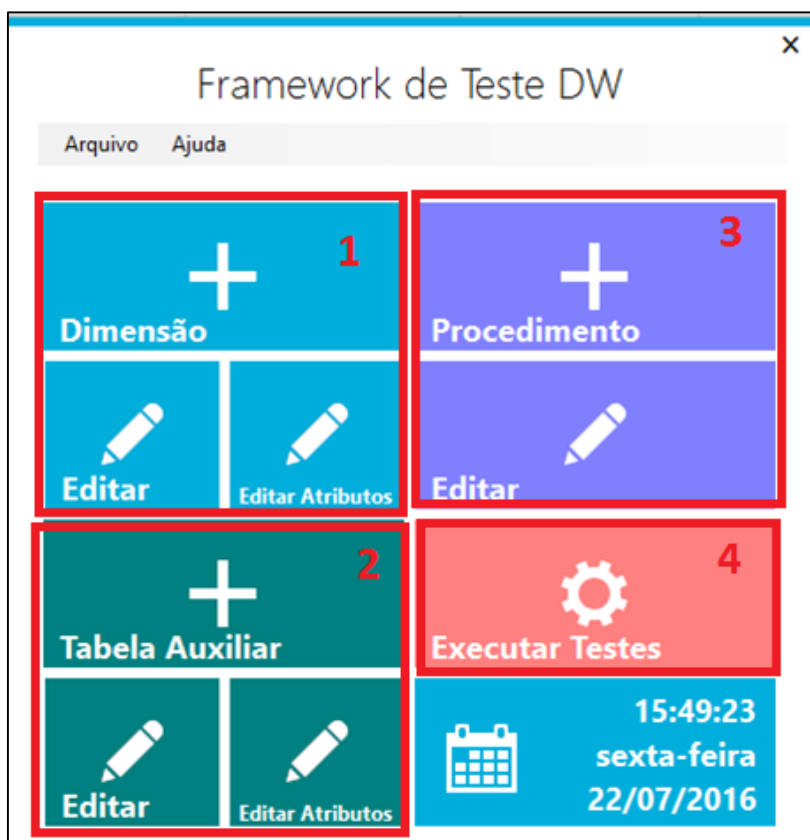 ×
Framework de Teste DW
Arquivo Ajuda
1
Dimensão
Editar
Editar Atributos
3
Procedimento
Editar
2
Tabela Auxiliar
Editar
Editar Atributos
4
Executar Testes
15:49:23
sexta-feira
22/07/2016